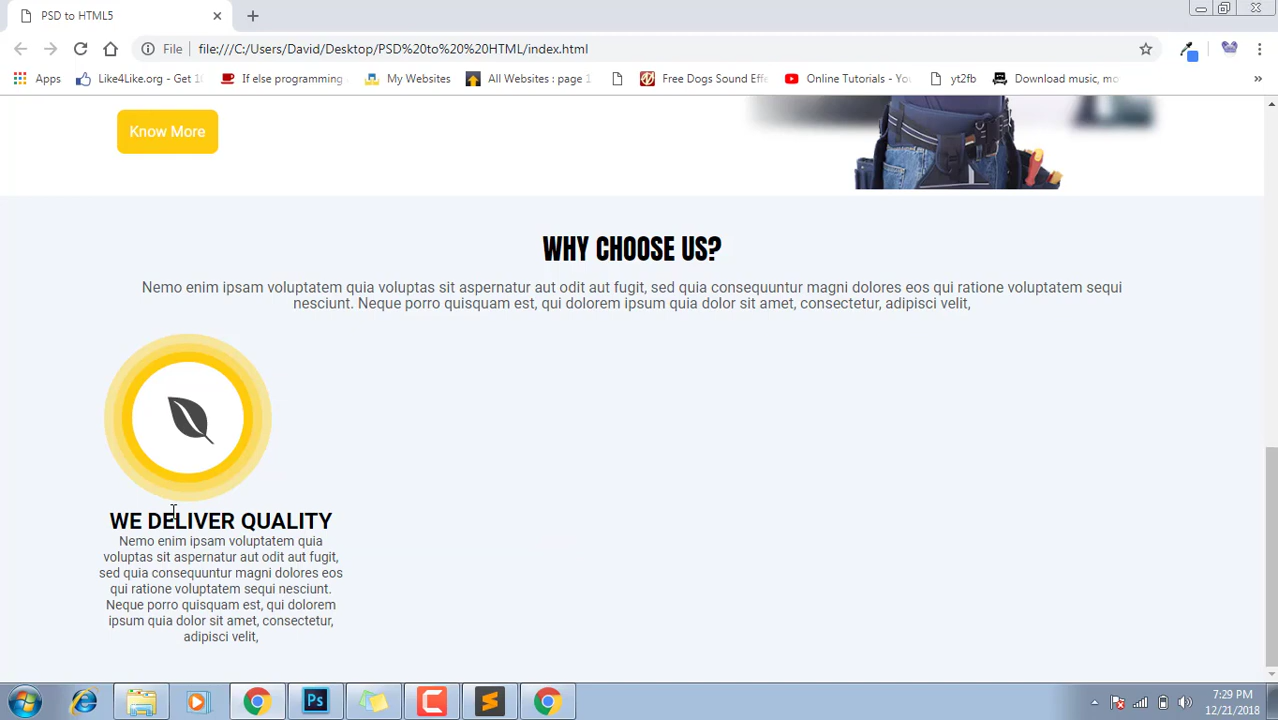 PSD to HTML5
File
file:///C:/Users/David/Desktop/PSD%20to%20%20HTML/index.html
Apps
Like4Like.org - Get 1
If else programming
My Websites
All Websites : page 1
Free Dogs Sound Effe
Online Tutorials - Yo
yt2fb
Download music, mo
»
Know More
WHY CHOOSE US?
Nemo enim ipsam voluptatem quia voluptas sit aspernatur aut odit aut fugit, sed quia consequuntur magni dolores eos qui ratione voluptatem sequi
nesciunt. Neque porro quisquam est, qui dolorem ipsum quia dolor sit amet, consectetur, adipisci velit,
WE DELIVER QUALITY
Nemo enim ipsam voluptatem quia
voluptas sit aspernatur aut odit aut fugit,
sed quia consequuntur magni dolores eos
qui ratione voluptatem sequi nesciunt.
Neque porro quisquam est, qui dolorem
ipsum quia dolor sit amet, consectetur,
adipisci velit,
Ps
7:29 PM
12/21/2018